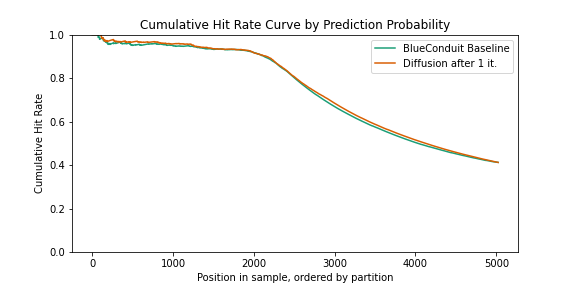 Cumulative Hit Rate Curve by Prediction Probability
BlueConduit Baseline
Diffusion after 1 it.
Cumulative Hit Rate
1.0
0.8
0.6
0.4
0.2
0.0
0 1000 2000 3000 4000 5000
Position in sample, ordered by partition